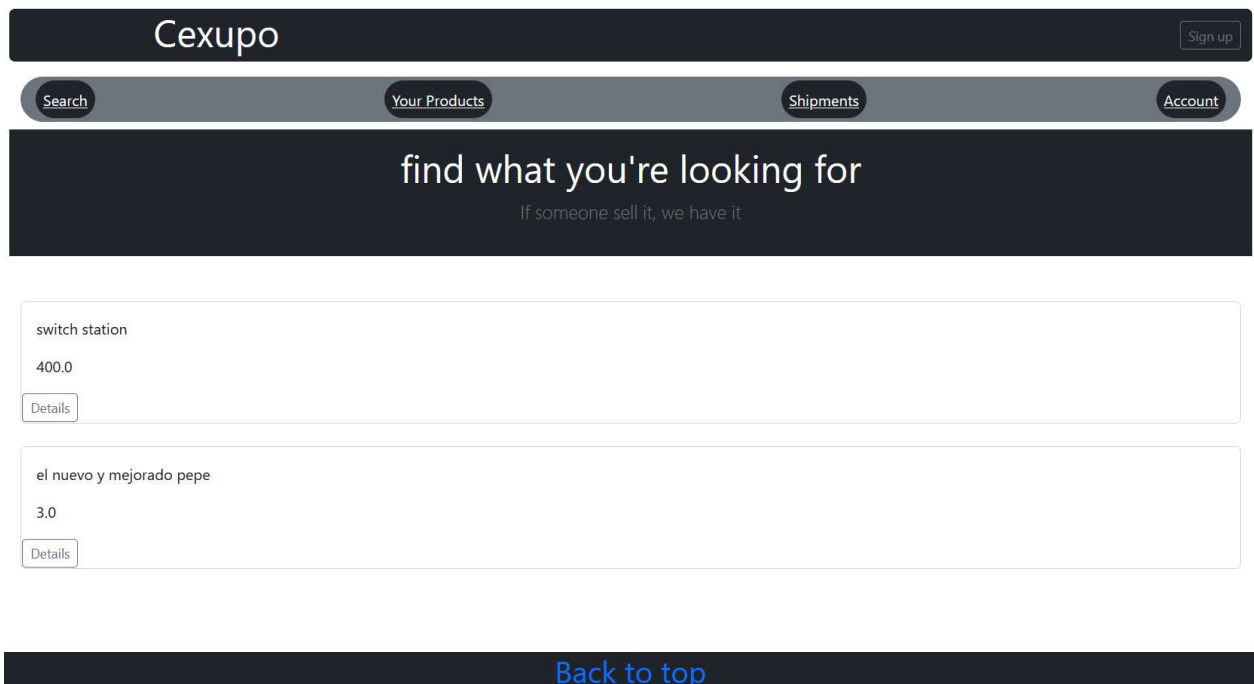 Cexupo
Sign up
Search
Your Products
Shipments
Account
find what you're looking for
If someone sell it, we have it
switch station
400.0
Details
el nuevo y mejorado pepe
3.0
Details
Back to top